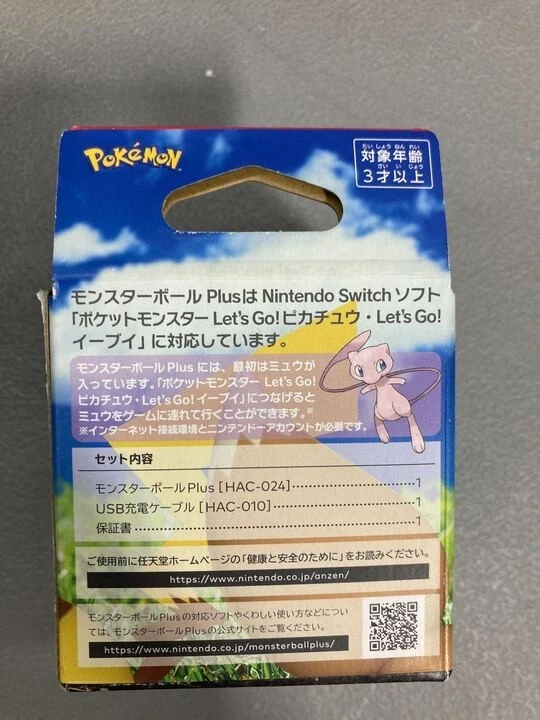 POKéMON
たい しょう ねん れい
対象年齢
さい い じょう
3才以上
モンスターボール Plusは Nintendo Switch ソフト
「ポケットモンスター Let's Go! ピカチュウ・Let's Go!
イーブイ」に対応しています。
モンスターボール Plus には、最初はミュウが
入っています。「ポケットモンスター Let's Go!
ピカチュウ・Let's Go! イーブイ」につなげると
ミュウをゲームに連れて行くことができます。※
※インターネット接続環境とニンテンドーアカウントが必要です。
セット内容
モンスターボール Plus [HAC-024]……………………1
USB充電ケーブル [HAC-010]……………………1
保証書……………………………………1
ご使用前に任天堂ホームページの「健康と安全のために」をお読みください。
https://www.nintendo.co.jp/anzen/
モンスターボール Plusの対応ソフトやくわしい使い方などについ
ては、モンスターボール Plusの公式サイトをご覧ください。
https://www.nintendo.co.jp/monsterballplus/